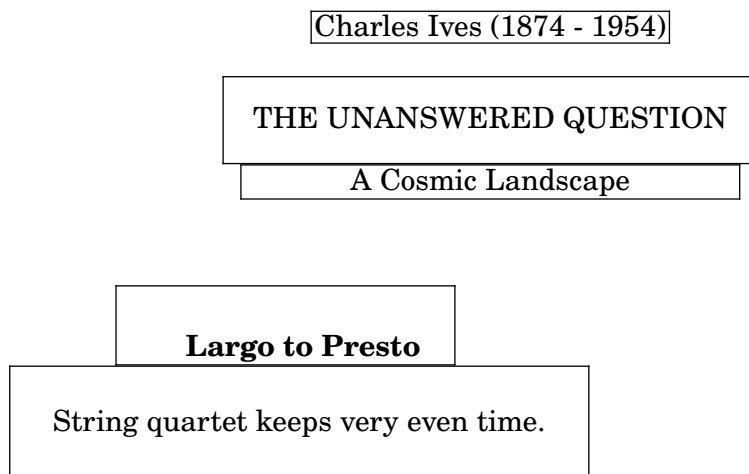 Charles Ives (1874 - 1954)
THE UNANSWERED QUESTION
A Cosmic Landscape
Largo to Presto
String quartet keeps very even time.